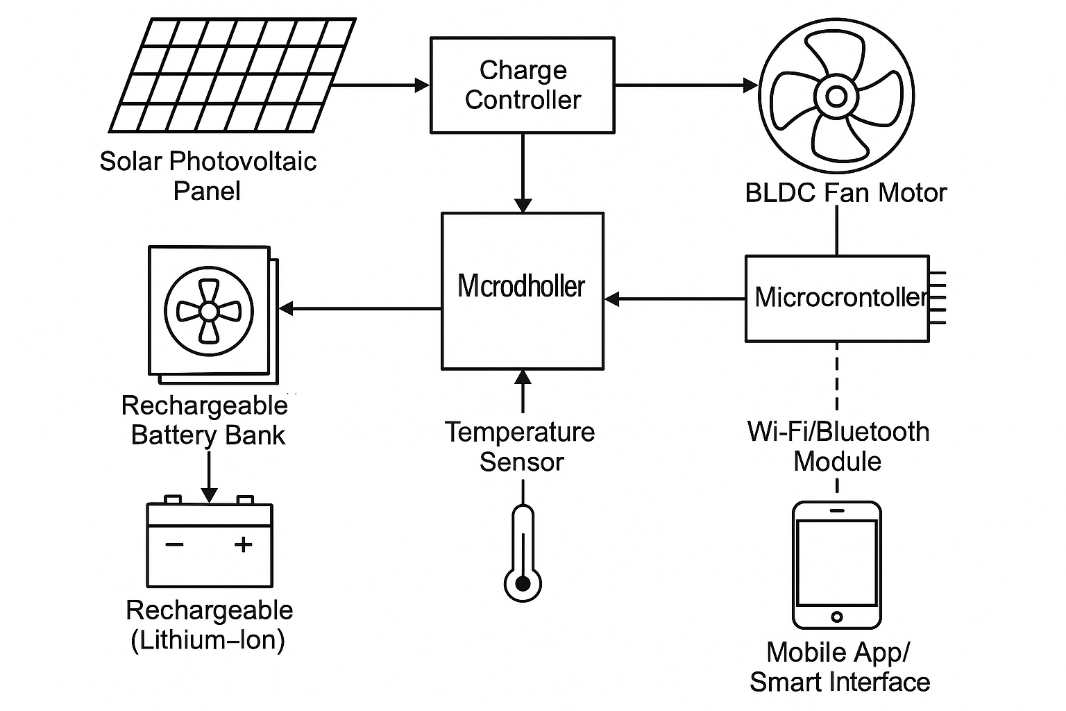 Charge
Controller
Solar Photovoltaic
Panel
BLDC Fan Motor
Mcrodholler
Microcrontoller
Rechargeable
Battery Bank
Temperature
Sensor
Wi-Fi/Bluetooth
Module
− +
Rechargeable
(Lithium–Ion)
Mobile App/
Smart Interface